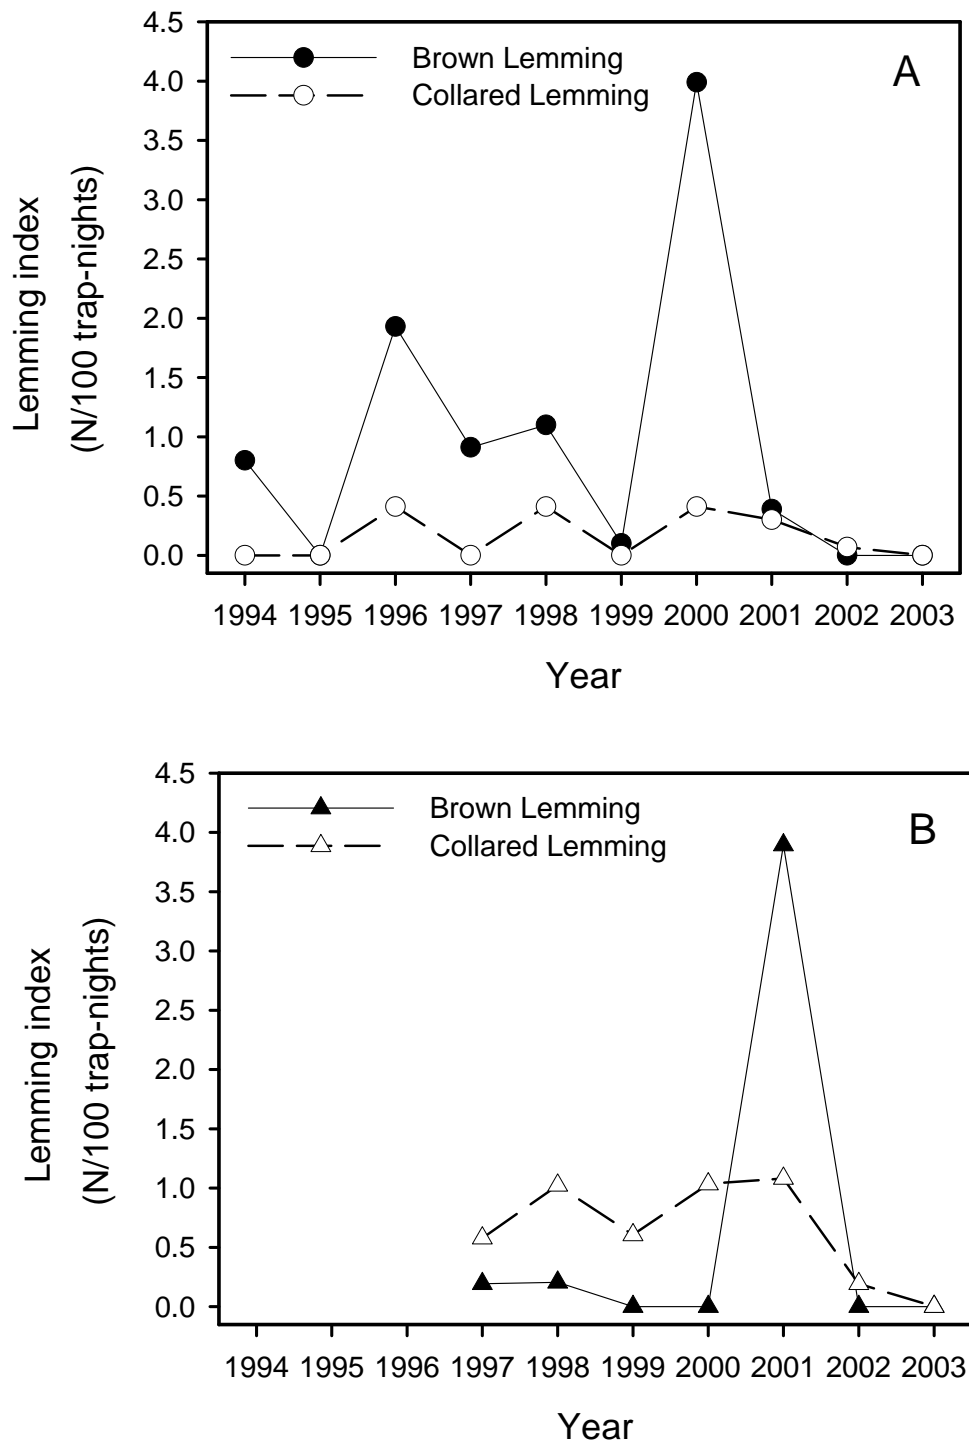 4.5
Brown Lemming
A
4.0
Collared Lemming
3.5
3.0
2.5
2.0
1.5
1.0
0.5
0.0
Lemming index
(N/100 trap-nights)
1994 1995 1996 1997 1998 1999 2000 2001 2002 2003
Year
4.5
Brown Lemming
B
4.0
Collared Lemming
3.5
3.0
2.5
2.0
1.5
1.0
0.5
0.0
Lemming index
(N/100 trap-nights)
1994 1995 1996 1997 1998 1999 2000 2001 2002 2003
Year